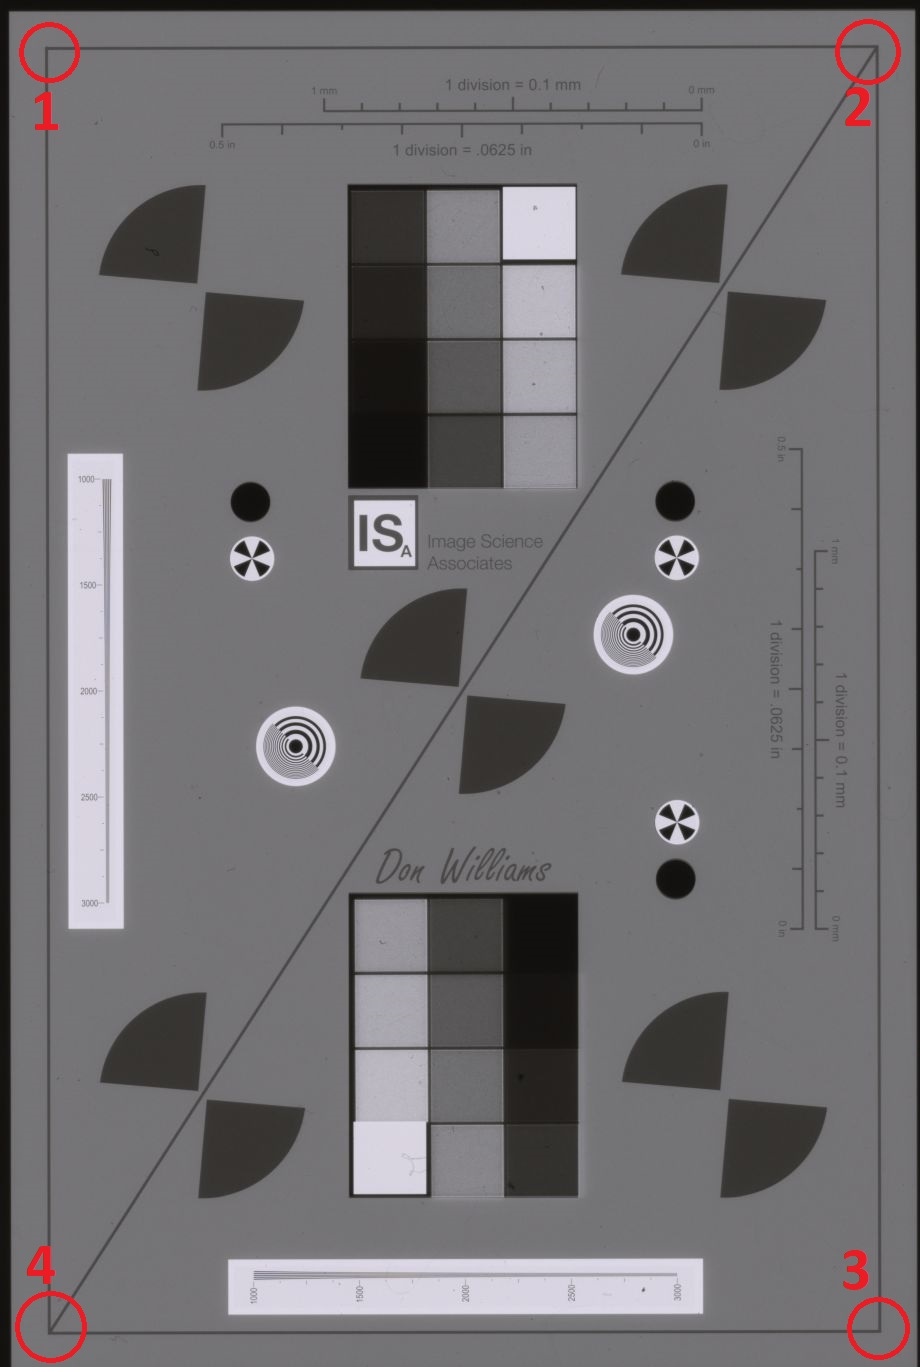 1
2
1 division = 0.1 mm
1 mm
0 mm
0.5 in
1 division = .0625 in
0 in
0.5 in
1 mm
1 division = .0625 in
1 division = 0.1 mm
0 in
0 mm
1000
1500
2000
2500
3000
ISA
Image Science
Associates
Don Williams
4
3
1000
1500
2000
2500
3000